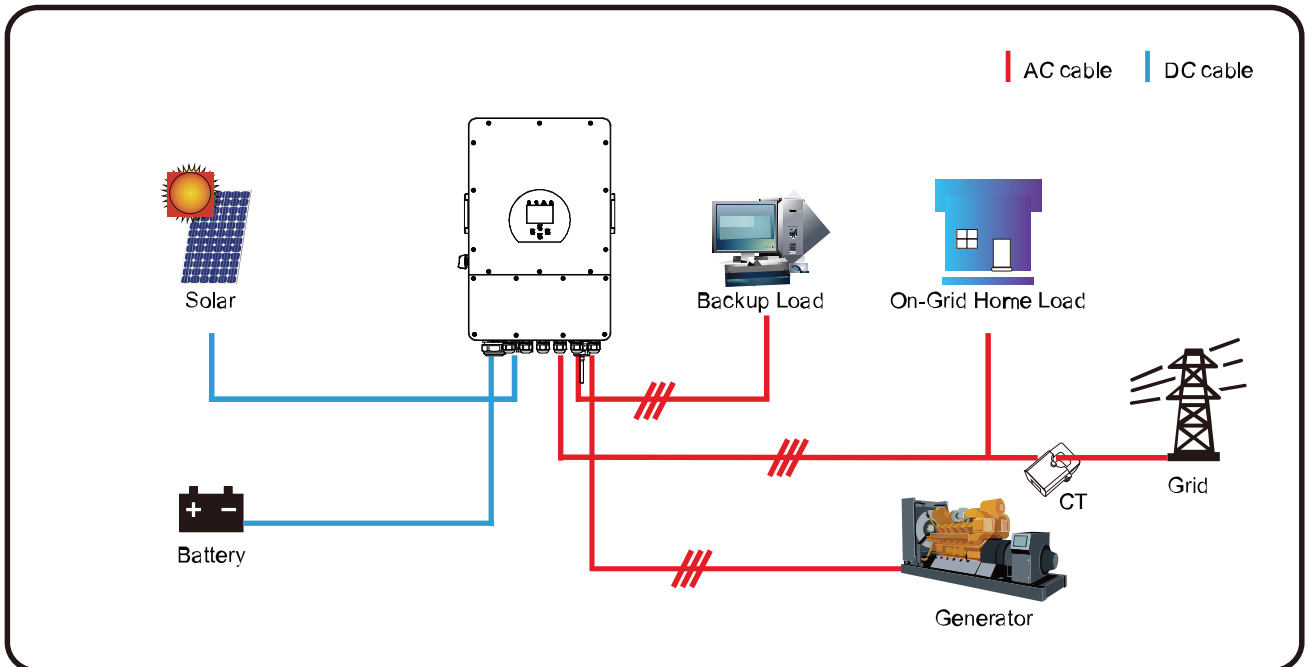 AC cable
DC cable
Solar
Backup Load
On-Grid Home Load
CT
Grid
+ −
Battery
Generator